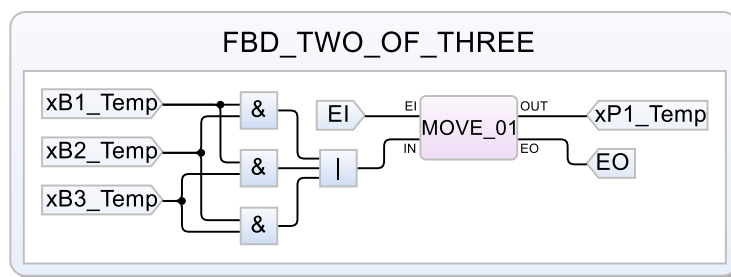 FBD_TWO_OF_THREE
xB1_Temp
xB2_Temp
xB3_Temp
&
&
&
|
EI
EI
IN
MOVE_01
OUT
EO
xP1_Temp
EO